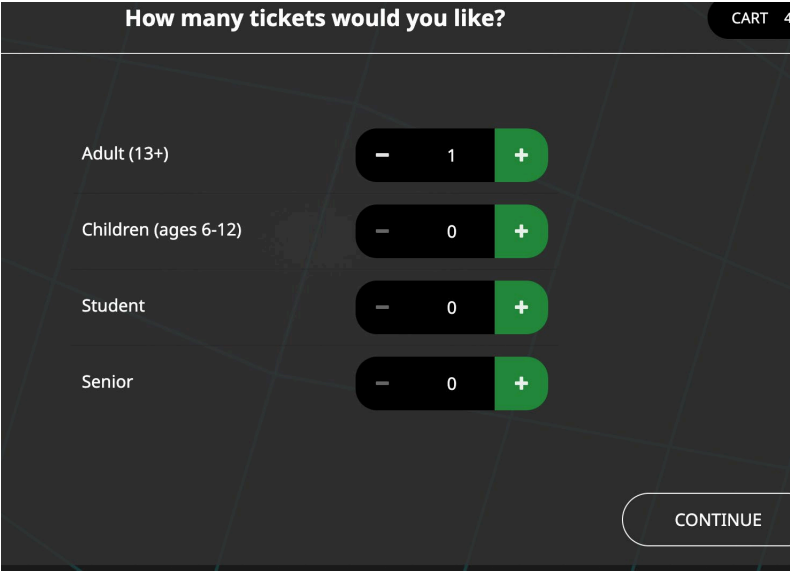 How many tickets would you like?
CART 4
Adult (13+)
− 1 +
Children (ages 6-12)
− 0 +
Student
− 0 +
Senior
− 0 +
CONTINUE